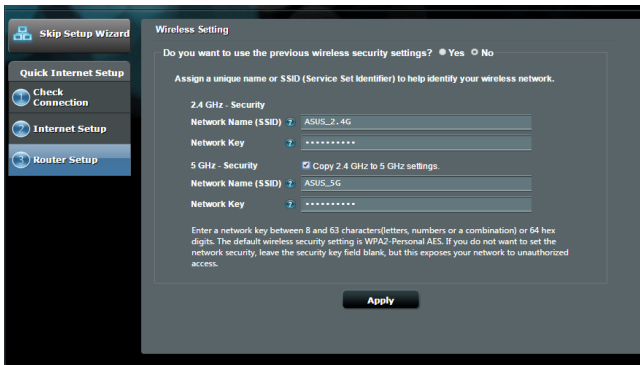 Skip Setup Wizard
Quick Internet Setup
1 Check
Connection
2 Internet Setup
3 Router Setup
Wireless Setting
Do you want to use the previous wireless security settings? Yes No
Assign a unique name or SSID (Service Set Identifier) to help identify your wireless network.
2.4 GHz - Security
Network Name (SSID) ? ASUS_2.4G
Network Key ? ••••••••••
5 GHz - Security Copy 2.4 GHz to 5 GHz settings.
Network Name (SSID) ? ASUS_5G
Network Key ? ••••••••••
Enter a network key between 8 and 63 characters(letters, numbers or a combination) or 64 hex
digits. The default wireless security setting is WPA2-Personal AES. If you do not want to set the
network security, leave the security key field blank, but this exposes your network to unauthorized
access.
Apply